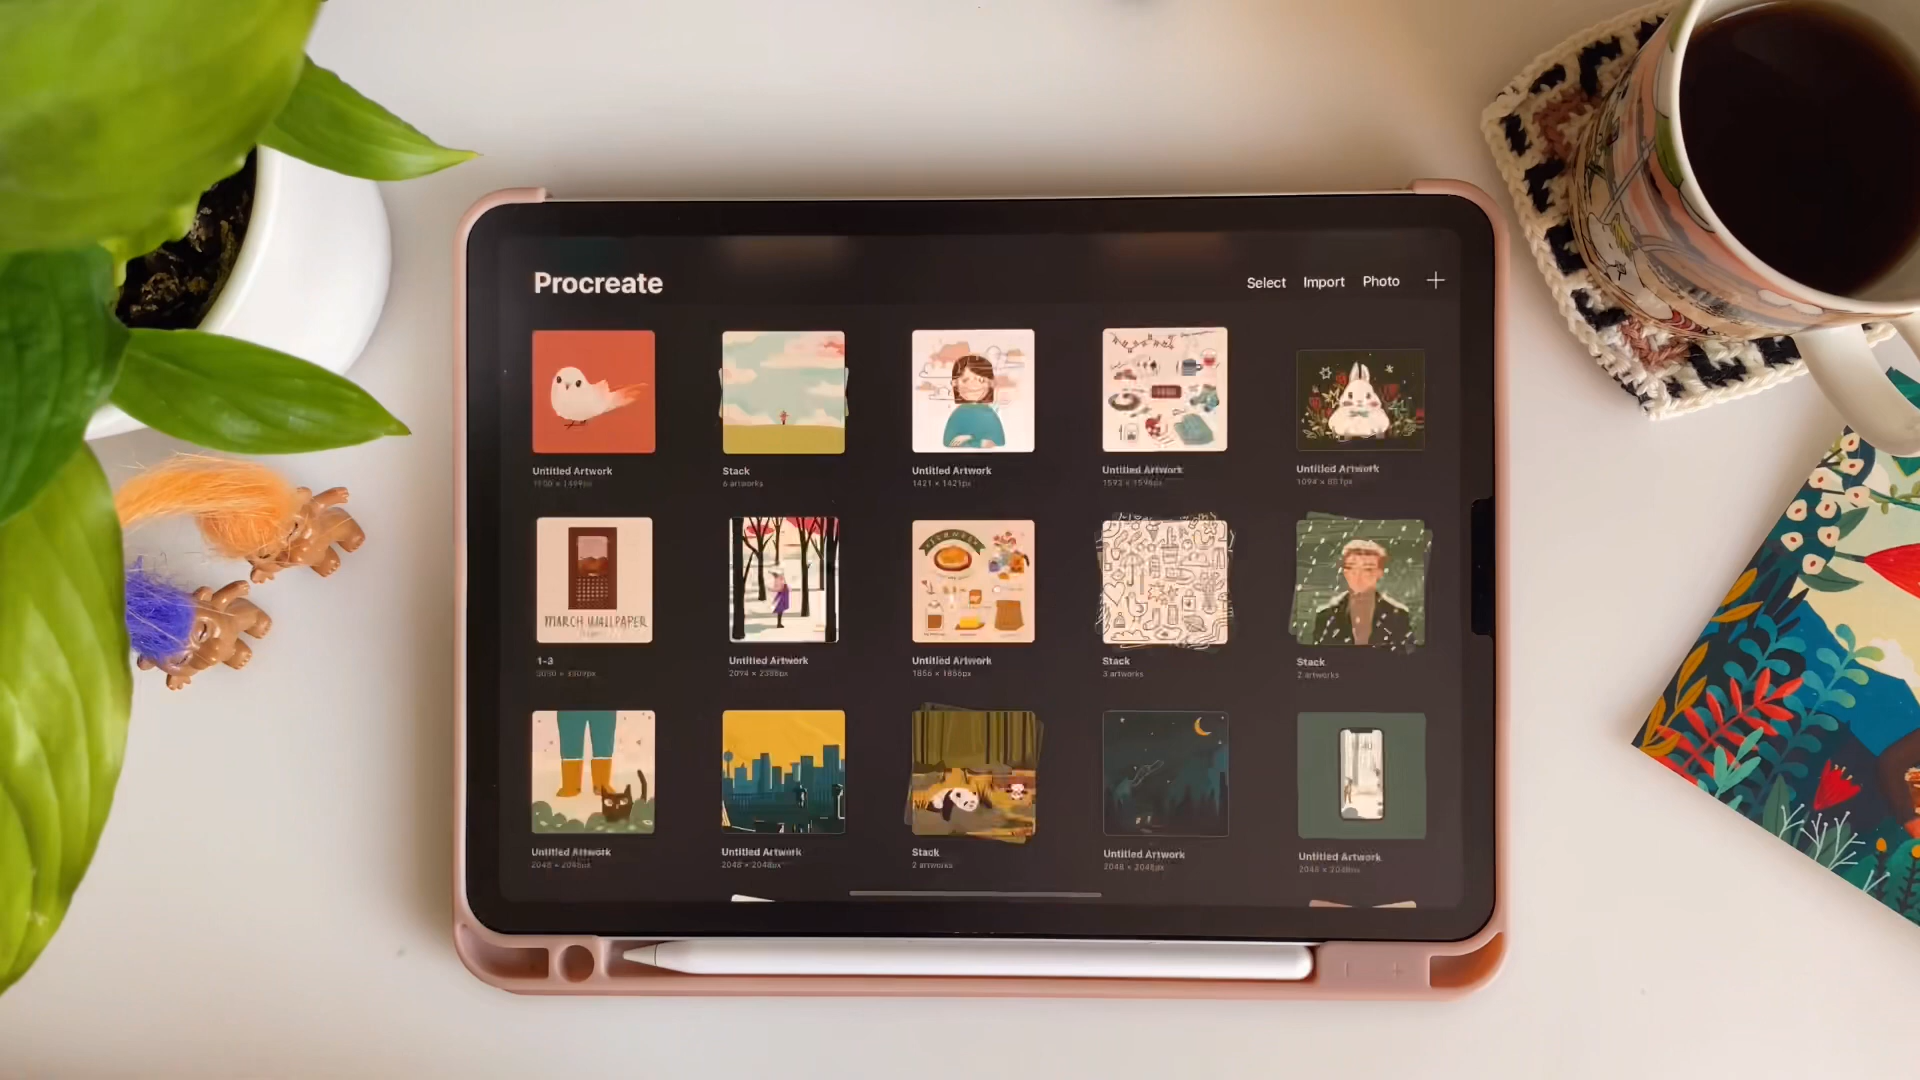 Procreate
Select Import Photo
Untitled Artwork
Stack
6 artworks
Untitled Artwork
1421 × 1421px
Untitled Artwork
Untitled Artwork
MARCH WALLPAPER
1-3
Untitled Artwork
Untitled Artwork
1856 × 1856px
Stack
3 artworks
Stack
2 artworks
Untitled Artwork
2048 × 2048px
Untitled Artwork
2048 × 2048px
Stack
2 artworks
Untitled Artwork
2048 × 2048px
Untitled Artwork
2048 × 2048px